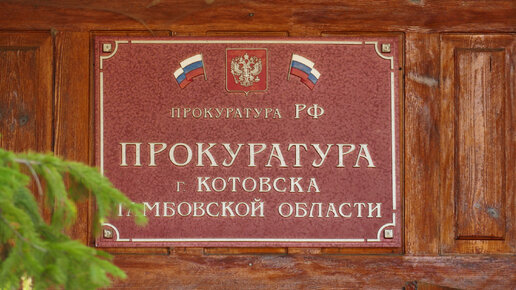 ПРОКУРАТУРА РФ
ПРОКУРАТУРА
г. КОТОВСКА
ТАМБОВСКОЙ ОБЛАСТИ